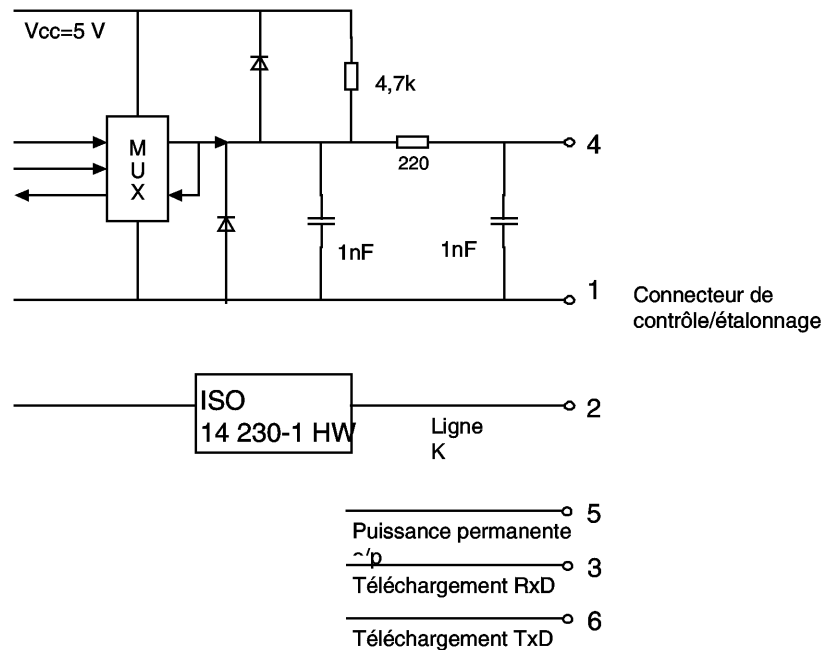 Vcc=5 V
4,7k
M
U
X
4
220
1nF
1nF
1
Connecteur de
contrôle/étalonnage
ISO
14 230-1 HW
2
Ligne
K
5
Puissance permanente
3
Téléchargement RxD
6
Téléchargement TxD